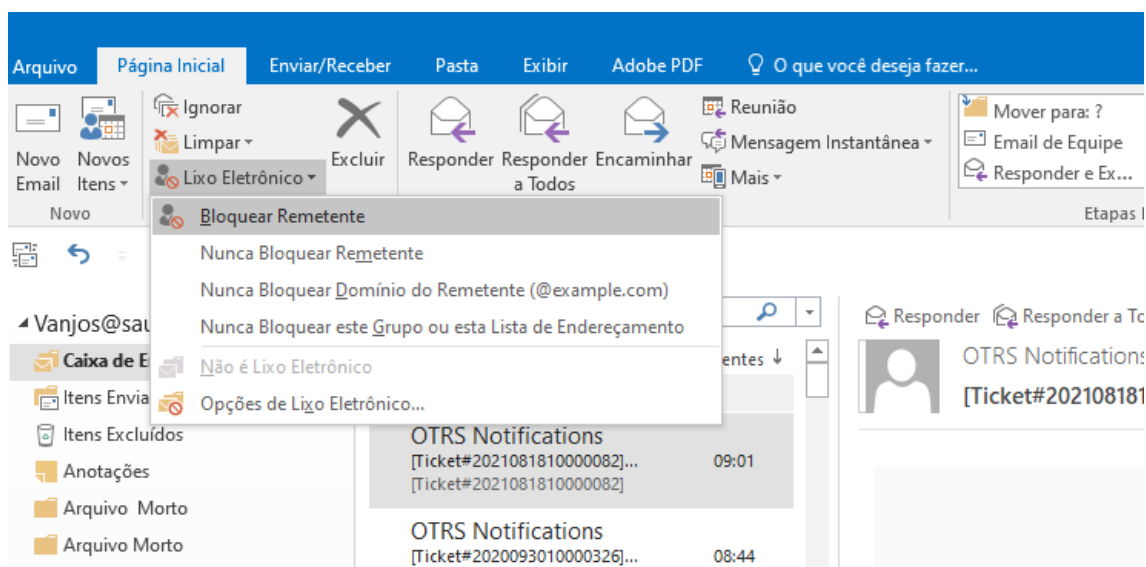 Arquivo Página Inicial Enviar/Receber Pasta Exibir Adobe PDF O que você deseja fazer...
Novo Email
Novos Itens
Novo
Ignorar
Limpar
Lixo Eletrônico
Excluir
Responder
Responder a Todos
Encaminhar
Reunião
Mensagem Instantânea
Mais
Mover para: ?
Email de Equipe
Responder e Ex...
Etapas
Bloquear Remetente
Nunca Bloquear Remetente
Nunca Bloquear Domínio do Remetente (@example.com)
Nunca Bloquear este Grupo ou esta Lista de Endereçamento
Não é Lixo Eletrônico
Opções de Lixo Eletrônico...
Vanjos@sau
Caixa de E
Itens Envia
Itens Excluídos
Anotações
Arquivo Morto
Arquivo Morto
entes ↓
OTRS Notifications
[Ticket#2021081810000082]... 09:01
[Ticket#2021081810000082]
OTRS Notifications
[Ticket#2020093010000326]... 08:44
Responder Responder a To
OTRS Notifications
[Ticket#202108181